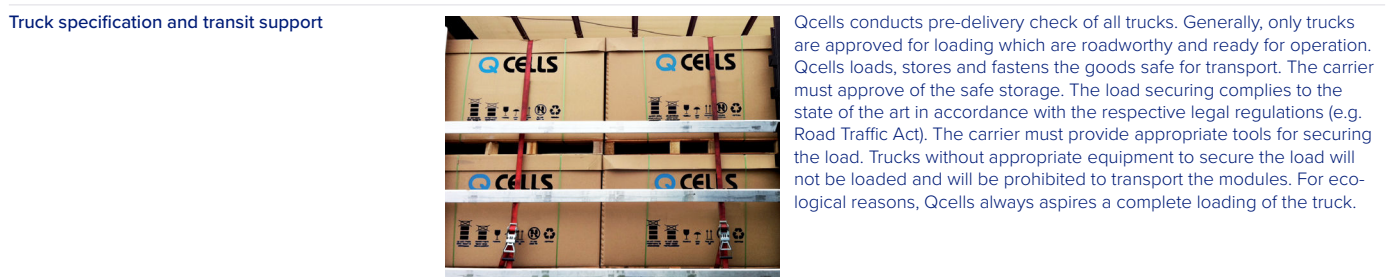 Truck specification and transit support
Q CELLS Q CELLS
Q CELLS Q CELLS
Qcells conducts pre-delivery check of all trucks. Generally, only trucks
are approved for loading which are roadworthy and ready for operation.
Qcells loads, stores and fastens the goods safe for transport. The carrier
must approve of the safe storage. The load securing complies to the
state of the art in accordance with the respective legal regulations (e.g.
Road Traffic Act). The carrier must provide appropriate tools for securing
the load. Trucks without appropriate equipment to secure the load will
not be loaded and will be prohibited to transport the modules. For eco-
logical reasons, Qcells always aspires a complete loading of the truck.